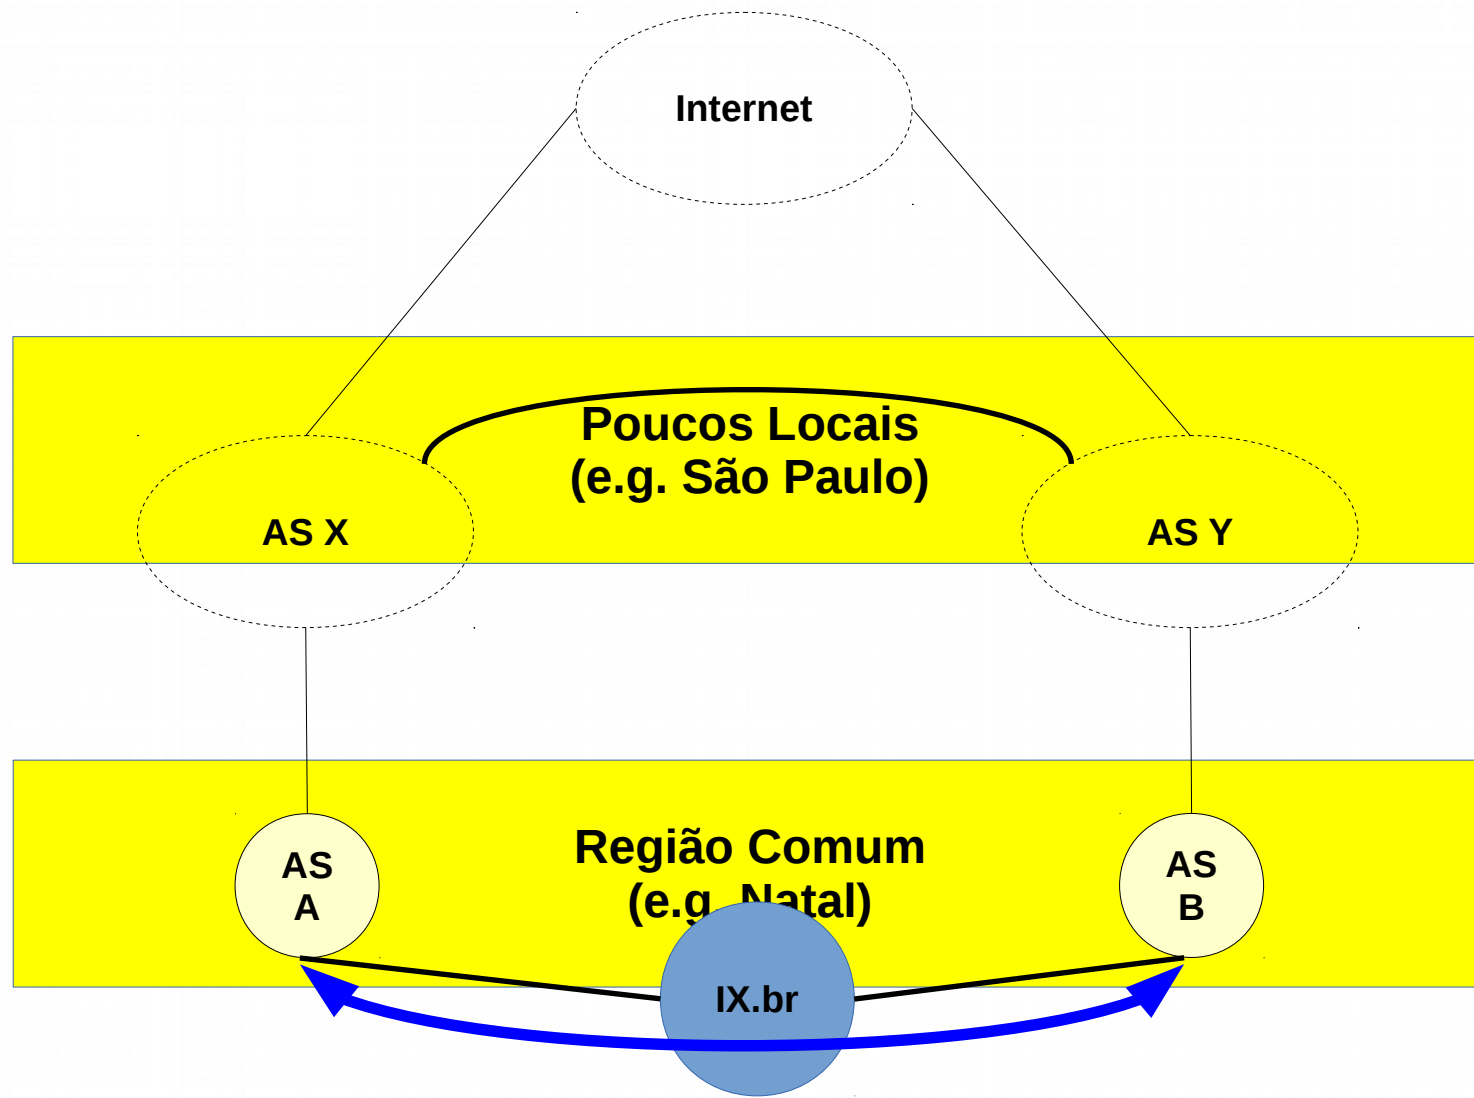 Internet
Poucos Locais
(e.g. São Paulo)
AS X
AS Y
Região Comum
(e.g. Natal)
AS
A
AS
B
IX.br